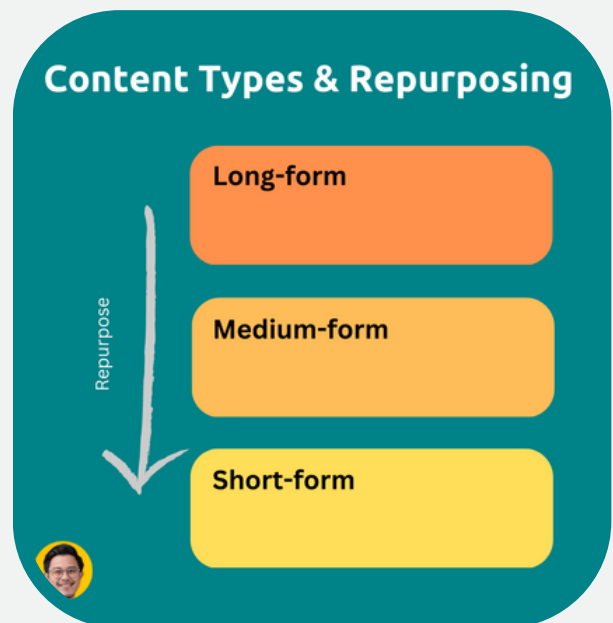 Content Types & Repurposing
Long-form
Repurpose
Medium-form
Short-form